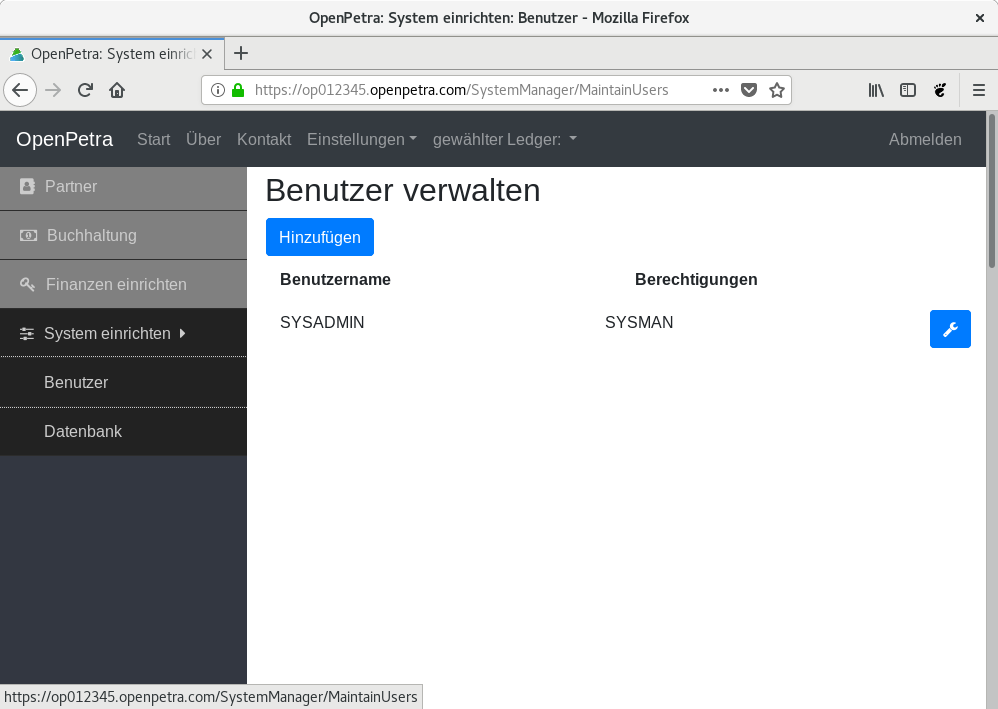 OpenPetra: System einrichten: Benutzer - Mozilla Firefox
OpenPetra: System einric
https://op012345.openpetra.com/SystemManager/MaintainUsers
OpenPetra Start Über Kontakt Einstellungen gewählter Ledger: Abmelden
Partner
Buchhaltung
Finanzen einrichten
System einrichten
Benutzer
Datenbank
Benutzer verwalten
Hinzufügen
Benutzername Berechtigungen
SYSADMIN SYSMAN
https://op012345.openpetra.com/SystemManager/MaintainUsers